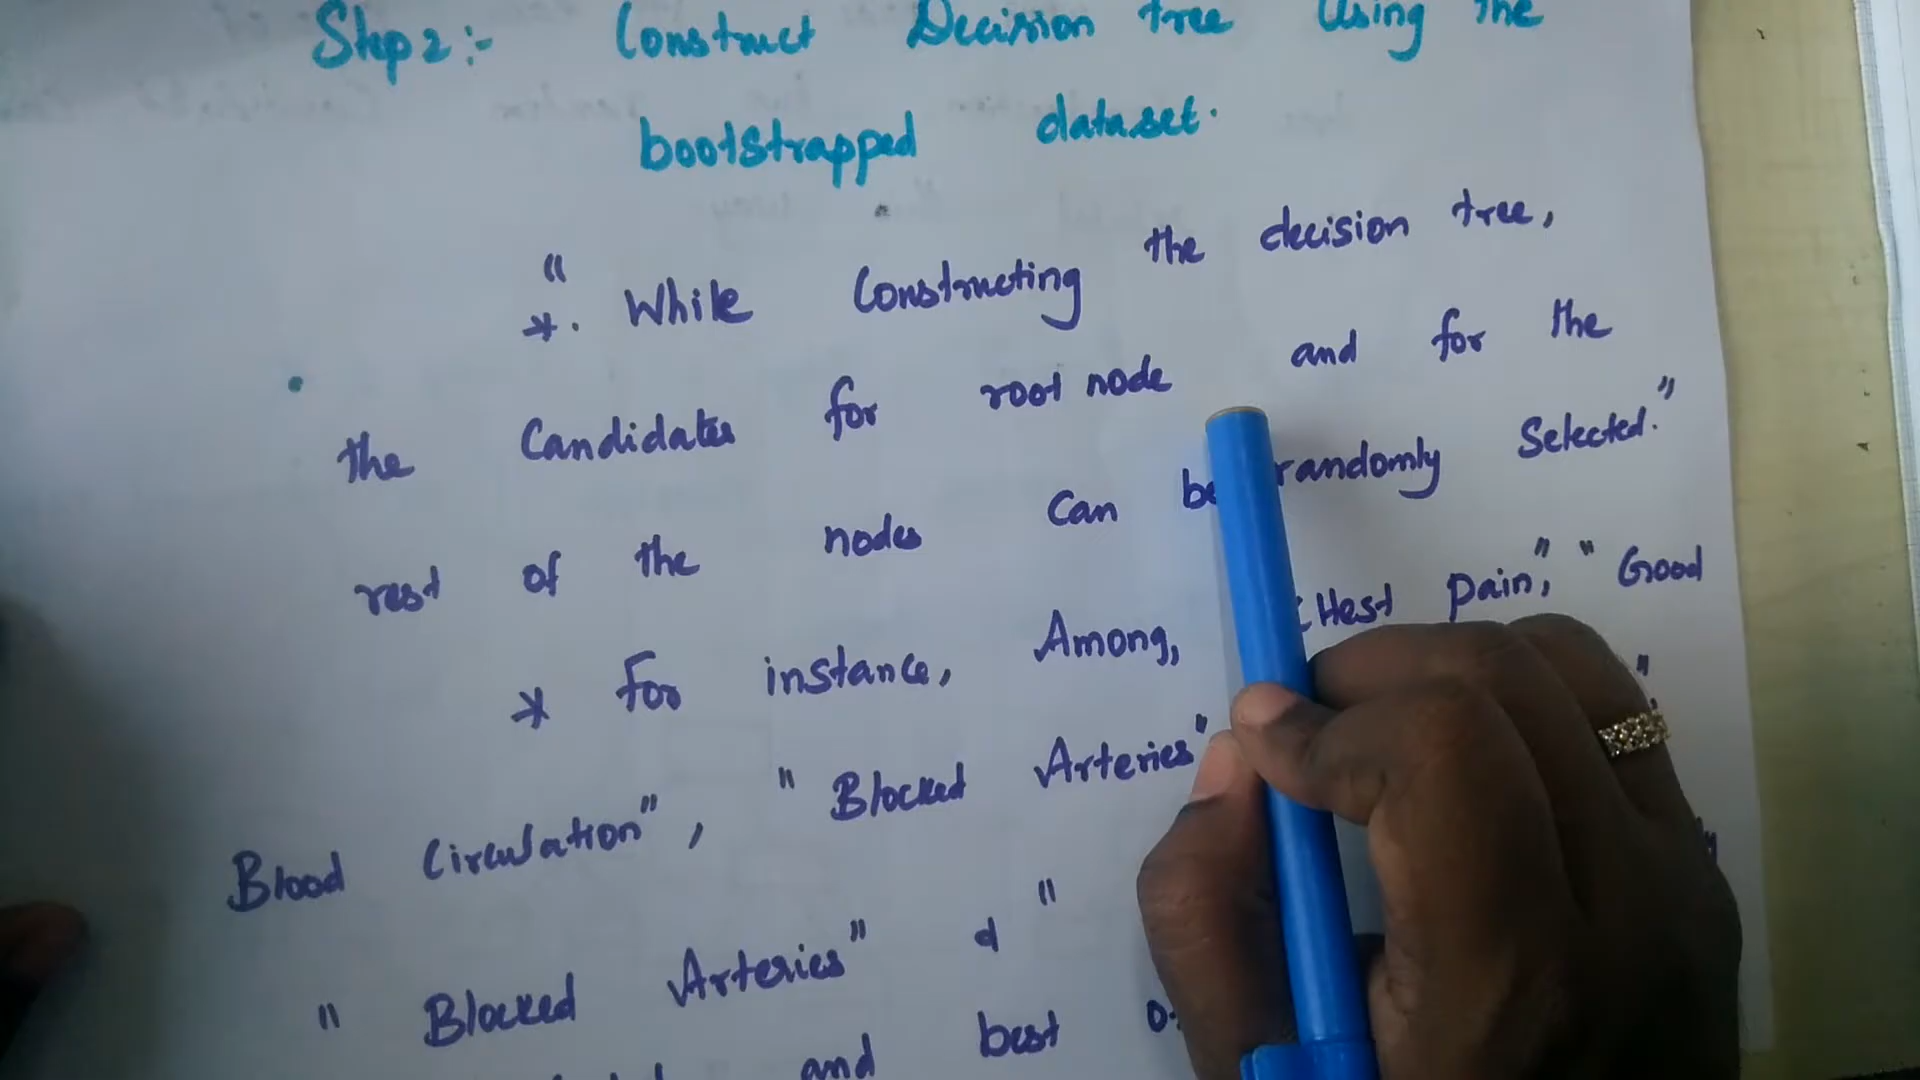 Step 2:- Construct Decision tree Using the
bootstrapped dataset.
" *. While Constructing the decision tree,
the Candidates for root node and for the
rest of the nodes Can be randomly Selected."
* For instance, Among, Chest pain", "Good
Blood Circulation", "Blocked Arteries"
"Blocked Arteries" & "
and best